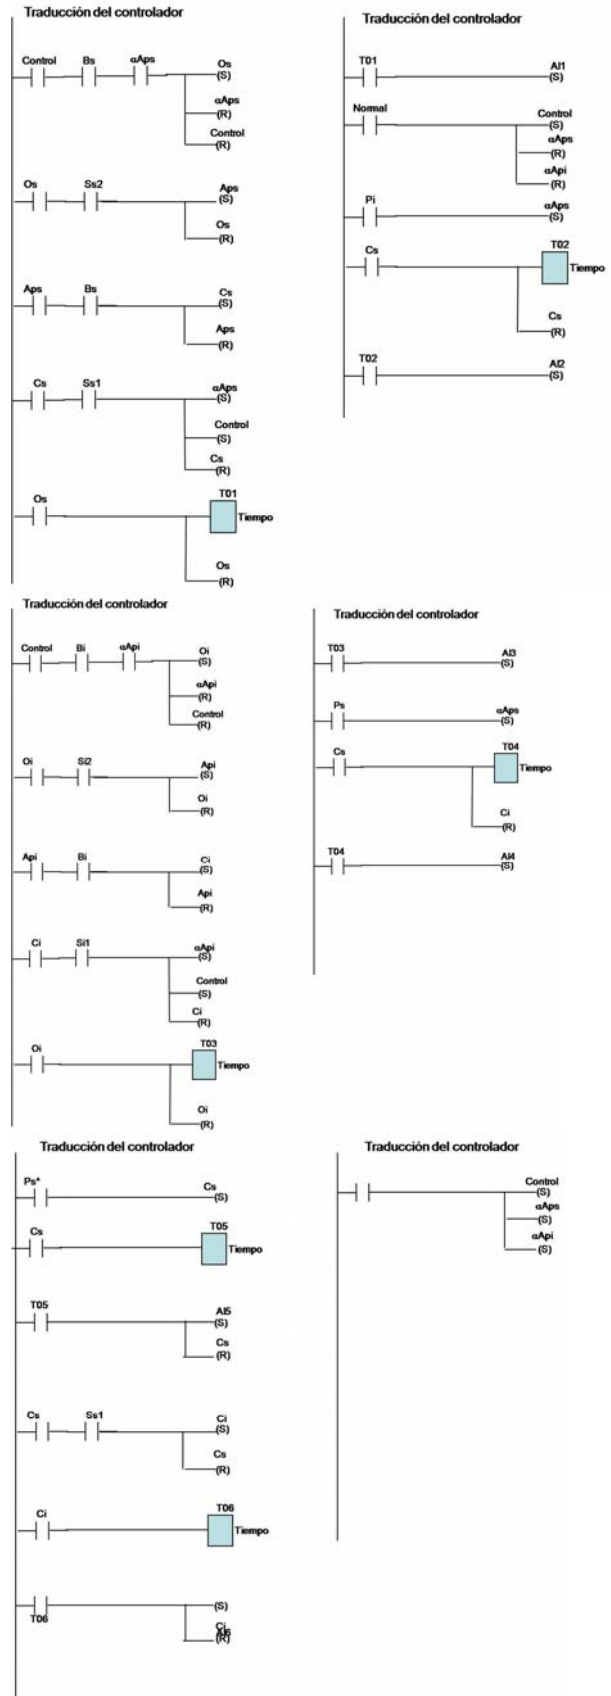 Traducción del controlador
Control Bs αAps Os
(S)
αAps
(R)
Control
(R)
Os Ss2 Aps
(S)
Os
(R)
Aps Bs Cs
(S)
Aps
(R)
Cs Ss1 αAps
(S)
Control
(S)
Cs
(R)
Os T01
Tiempo
Os
(R)
Traducción del controlador
T01 Al1
(S)
Normal Control
(S)
αAps
(R)
αApi
(R)
Pi αAps
(S)
Cs T02
Tiempo
Cs
(R)
T02 Al2
(S)
Traducción del controlador
Control Bi αApi Oi
(S)
αApi
(R)
Control
(R)
Oi Si2 Api
(S)
Oi
(R)
Api Bi Ci
(S)
Api
(R)
Ci Si1 αApi
(S)
Control
(S)
Ci
(R)
Oi T03
Tiempo
Oi
(R)
Traducción del controlador
T03 Al3
(S)
Ps αAps
(S)
Cs T04
Tiempo
Ci
(R)
T04 Al4
(S)
Traducción del controlador
Ps* Cs
(S)
Cs T05
Tiempo
T05 Al5
(S)
Cs
(R)
Cs Ss1 Ci
(S)
Cs
(R)
Ci T06
Tiempo
T06 (S)
Ci
Al6
(R)
Traducción del controlador
Control
(S)
αAps
(S)
αApi
(S)